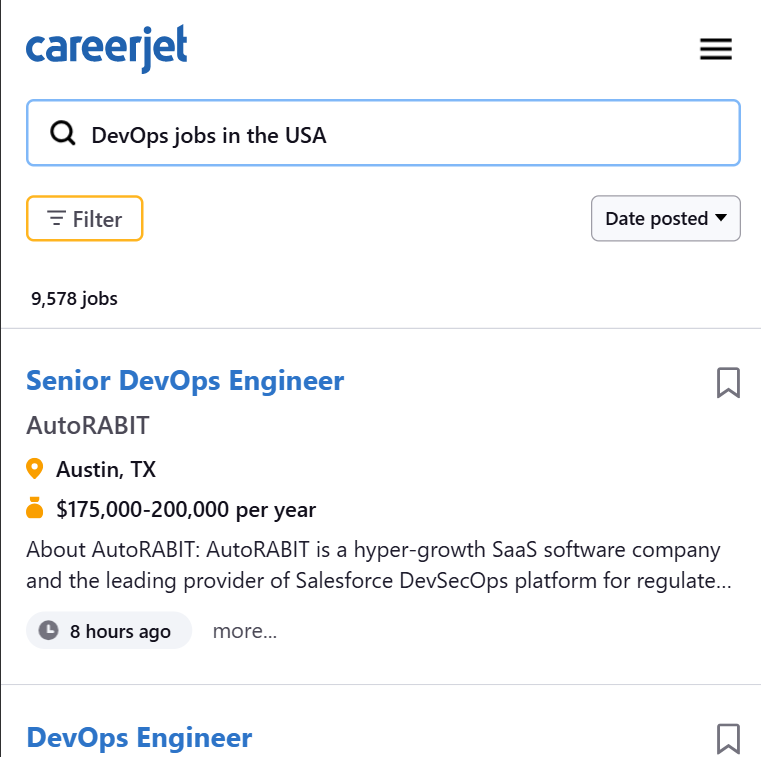 careerjet
DevOps jobs in the USA
Filter
Date posted
9,578 jobs
Senior DevOps Engineer
AutoRABIT
Austin, TX
$175,000-200,000 per year
About AutoRABIT: AutoRABIT is a hyper-growth SaaS software company
and the leading provider of Salesforce DevSecOps platform for regulate...
8 hours ago more...
DevOps Engineer